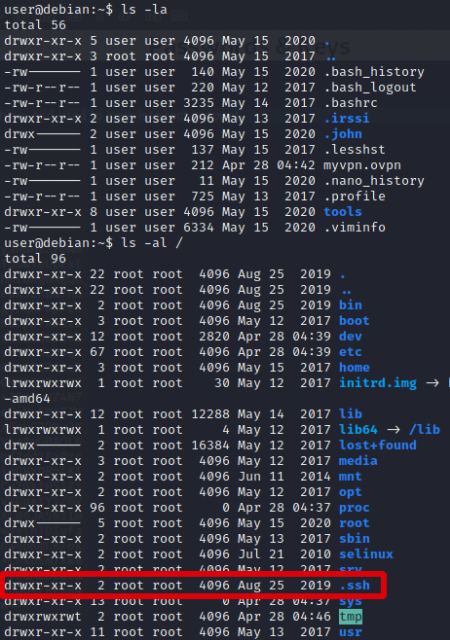 user@debian:~$ ls -la
total 56
drwxr-xr-x 5 user user 4096 May 15 2020 .
drwxr-xr-x 3 root root 4096 May 15 2017 ..
-rw------- 1 user user 140 May 15 2020 .bash_history
-rw-r--r-- 1 user user 220 May 12 2017 .bash_logout
-rw-r--r-- 1 user user 3235 May 14 2017 .bashrc
drwxr-xr-x 2 user user 4096 May 13 2017 .irssi
drwx------ 2 user user 4096 May 15 2020 .john
-rw------- 1 user user 137 May 15 2017 .lesshst
-rw-r--r-- 1 user user 212 Apr 28 04:42 myvpn.ovpn
-rw------- 1 user user 11 May 15 2020 .nano_history
-rw-r--r-- 1 user user 725 May 13 2017 .profile
drwxr-xr-x 8 user user 4096 May 15 2020 tools
-rw------- 1 user user 6334 May 15 2020 .viminfo
user@debian:~$ ls -al /
total 96
drwxr-xr-x 22 root root 4096 Aug 25 2019 .
drwxr-xr-x 22 root root 4096 Aug 25 2019 ..
drwxr-xr-x 2 root root 4096 Aug 25 2019 bin
drwxr-xr-x 3 root root 4096 May 12 2017 boot
drwxr-xr-x 12 root root 2820 Apr 28 04:39 dev
drwxr-xr-x 67 root root 4096 Apr 28 04:39 etc
drwxr-xr-x 3 root root 4096 May 15 2017 home
lrwxrwxrwx 1 root root 30 May 12 2017 initrd.img ->
-amd64
drwxr-xr-x 12 root root 12288 May 14 2017 lib
lrwxrwxrwx 1 root root 4 May 12 2017 lib64 -> /lib
drwx------ 2 root root 16384 May 12 2017 lost+found
drwxr-xr-x 3 root root 4096 May 12 2017 media
drwxr-xr-x 2 root root 4096 Jun 11 2014 mnt
drwxr-xr-x 2 root root 4096 May 12 2017 opt
dr-xr-xr-x 96 root root 0 Apr 28 04:37 proc
drwx------ 5 root root 4096 May 15 2020 root
drwxr-xr-x 2 root root 4096 May 13 2017 sbin
drwxr-xr-x 2 root root 4096 Jul 21 2010 selinux
drwxr-xr-x 2 root root 4096 May 12 2017 srv
drwxr-xr-x 2 root root 4096 Aug 25 2019 .ssh
drwxr-xr-x 13 root root 0 Apr 28 04:37 sys
drwxrwxrwt 2 root root 4096 Apr 28 04:46 tmp
drwxr-xr-x 11 root root 4096 May 13 2017 usr